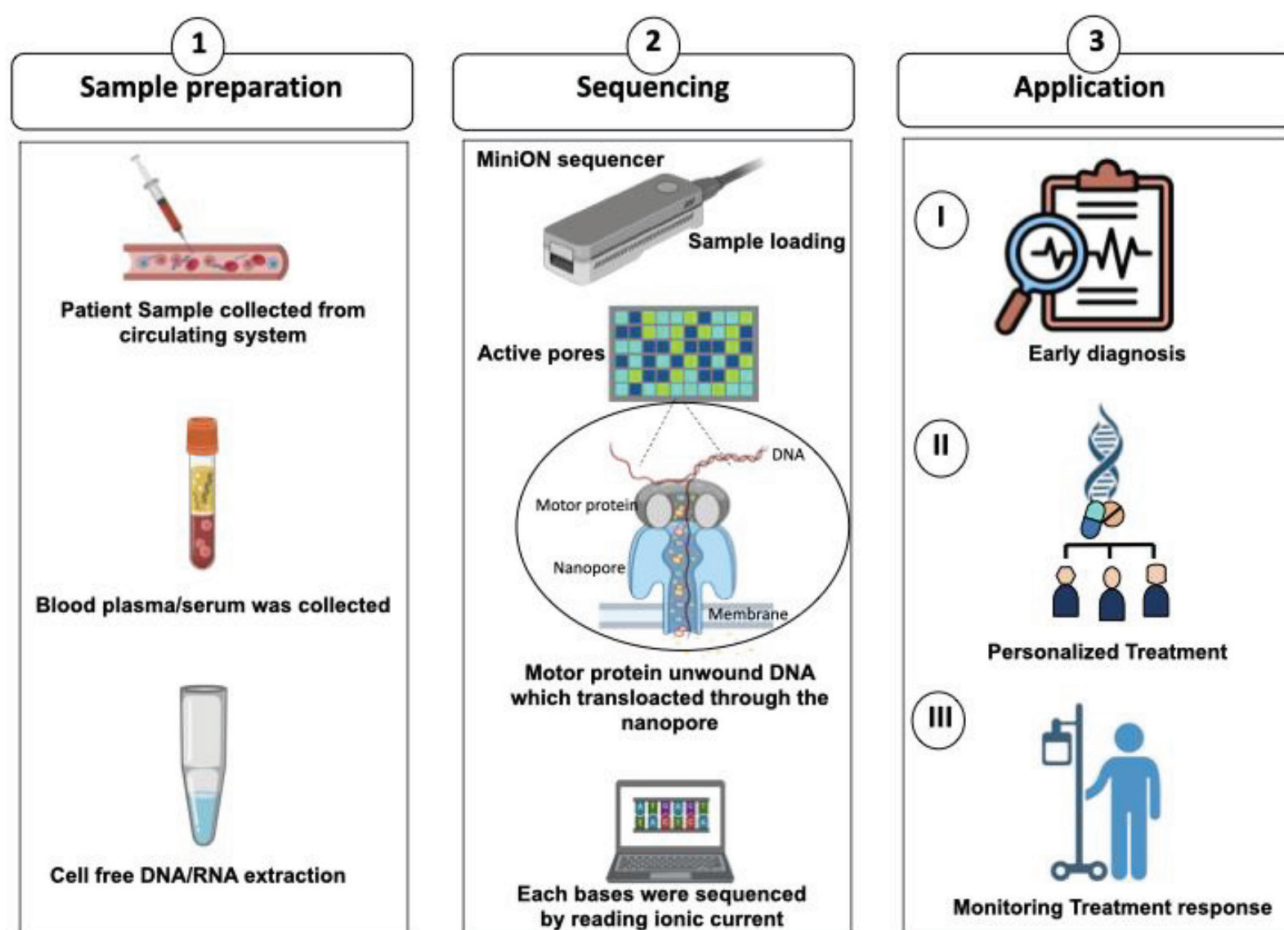 1
Sample preparation
Patient Sample collected from
circulating system
Blood plasma/serum was collected
Cell free DNA/RNA extraction
2
Sequencing
MiniON sequencer
Sample loading
Active pores
DNA
Motor protein
Nanopore
Membrane
Motor protein unwound DNA
which transloacted through the
nanopore
Each bases were sequenced
by reading ionic current
3
Application
I
Early diagnosis
II
Personalized Treatment
III
Monitoring Treatment response